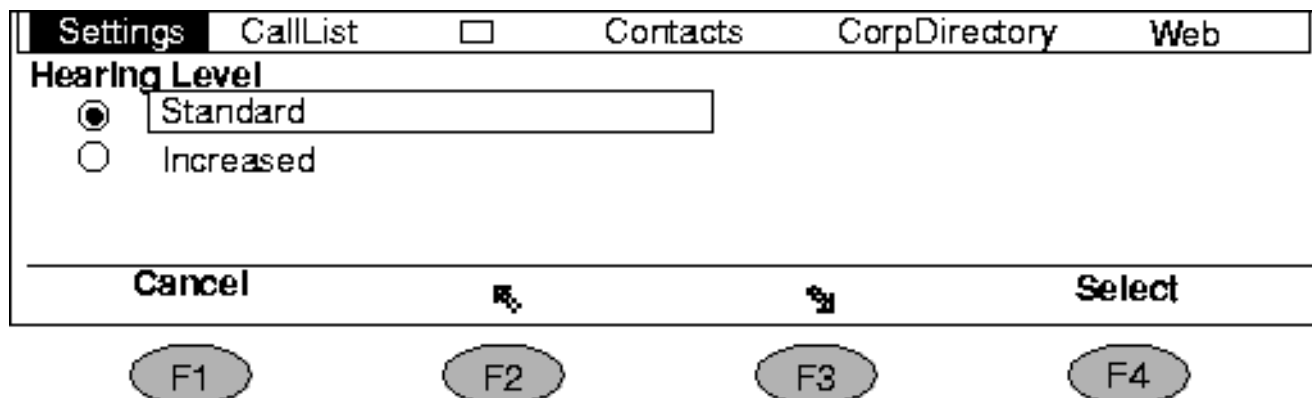 Settings CallList Contacts CorpDirectory Web
Hearing Level
Standard
Increased
Cancel Select
F1 F2 F3 F4